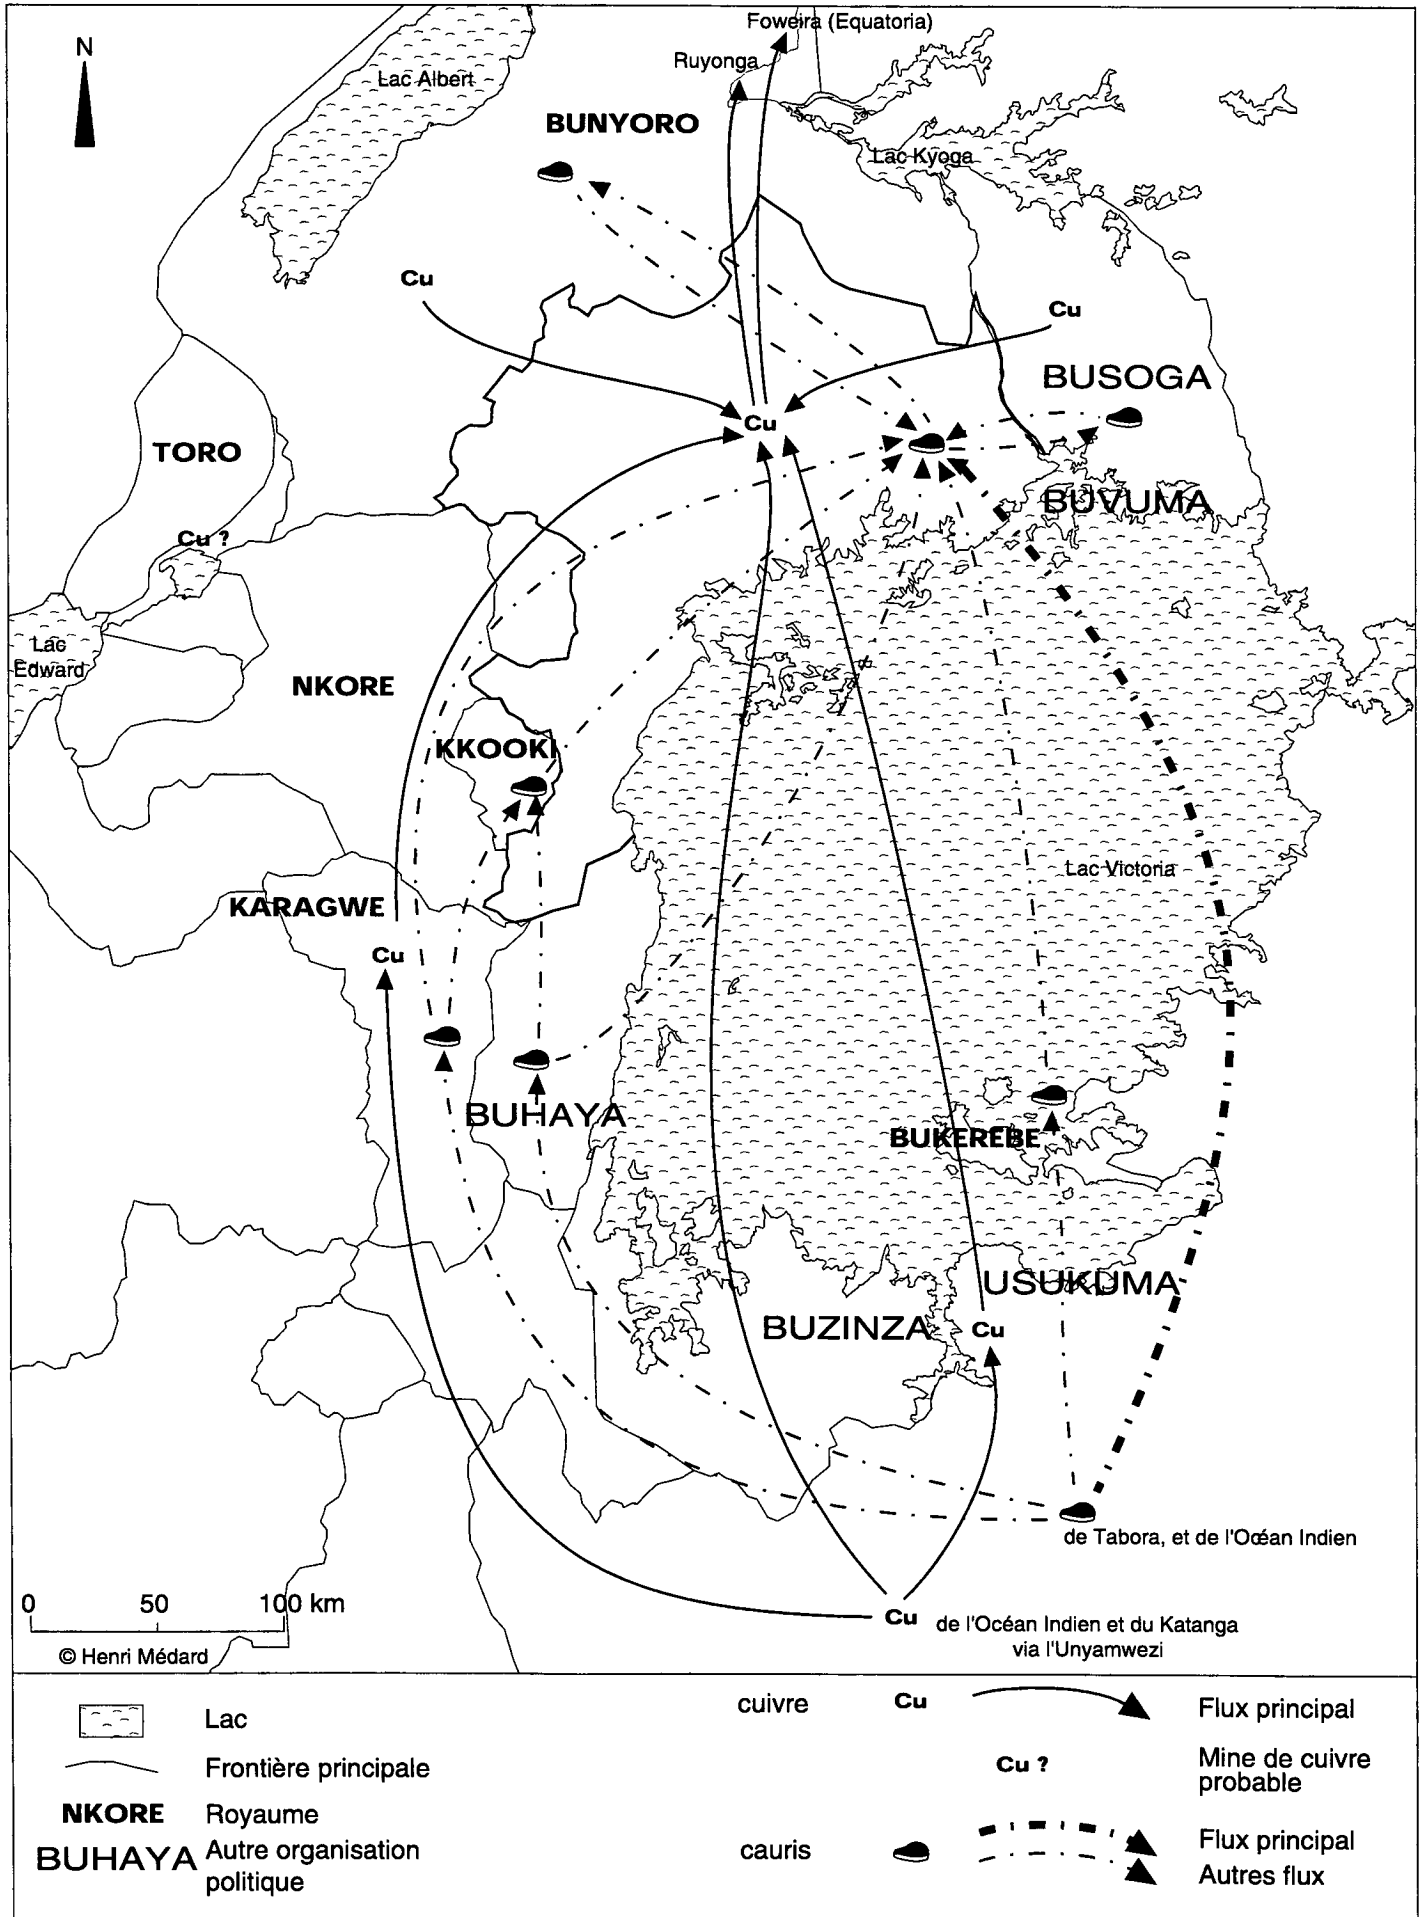 Foweira (Equatoria)
N
Ruyonga
Lac Albert
BUNYORO
Lac Kyoga
Cu
Cu
BUSOGA
Cu
TORO
BUVUMA
Cu ?
Lac
Edward
NKORE
KKOOKI
Lac Victoria
KARAGWE
Cu
BUHAYA
BUKEREBE
USUKUMA
BUZINZA
Cu
de Tabora, et de l'Océan Indien
0 50 100 km
Cu
de l'Océan Indien et du Katanga
via l'Unyamwezi
© Henri Médard
Lac
Frontière principale
NKORE Royaume
BUHAYA Autre organisation
politique
cuivre Cu Flux principal
Cu ? Mine de cuivre
probable
cauris Flux principal
Autres flux